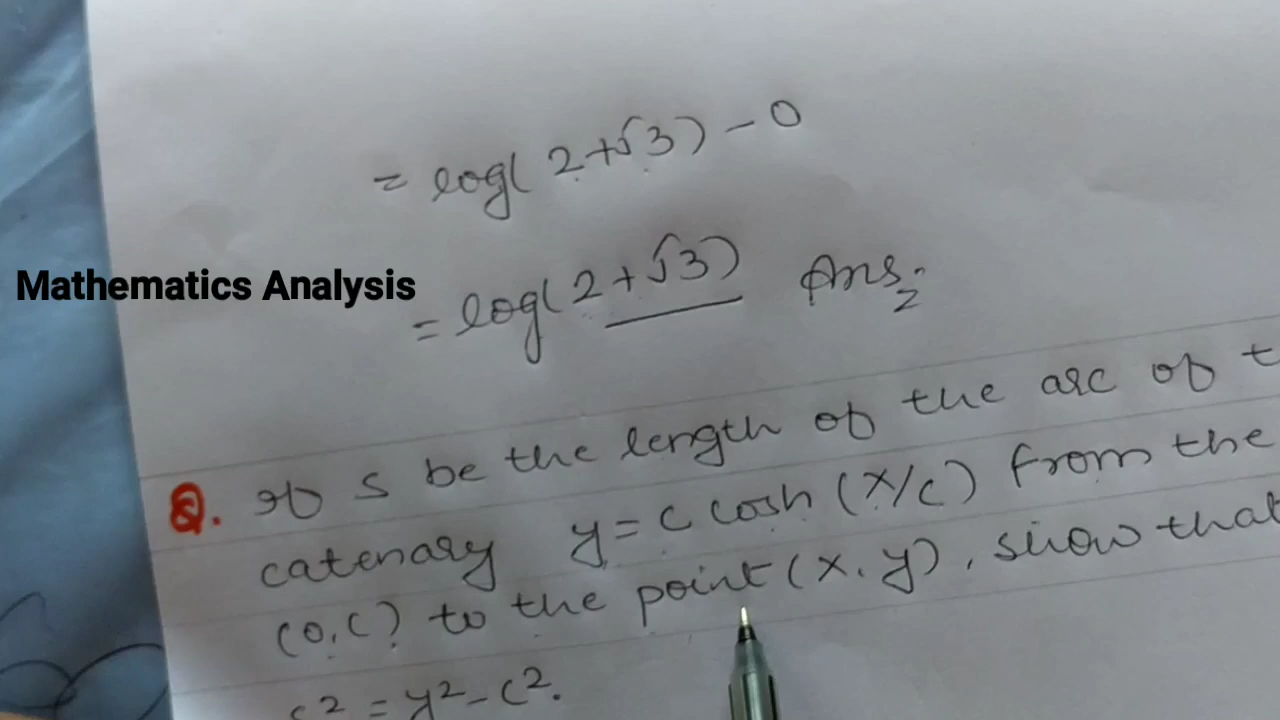 = log(2+√3) - 0
Mathematics Analysis
= log(2+√3) Ans.
Q. If s be the length of the arc of t
catenary y = c cosh (x/c) from the
(0,c) to the point (x,y), show that
s² = y² - c².